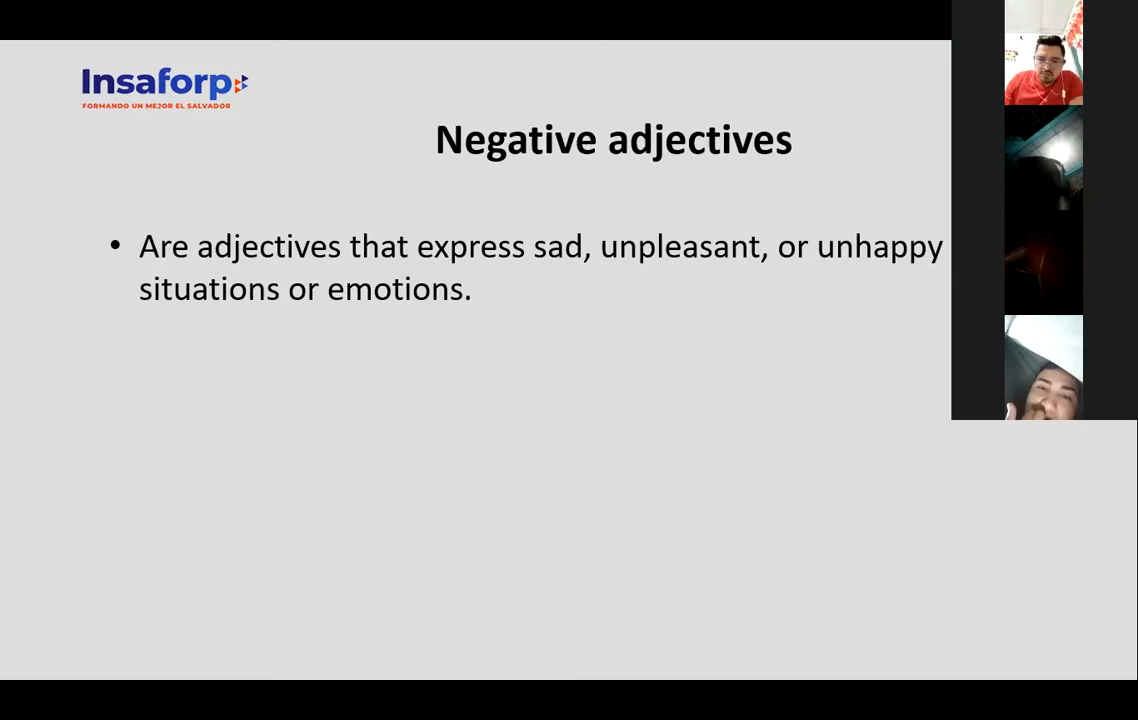 Insaforp
FORMANDO UN MEJOR EL SALVADOR
Negative adjectives
• Are adjectives that express sad, unpleasant, or unhappy
situations or emotions.